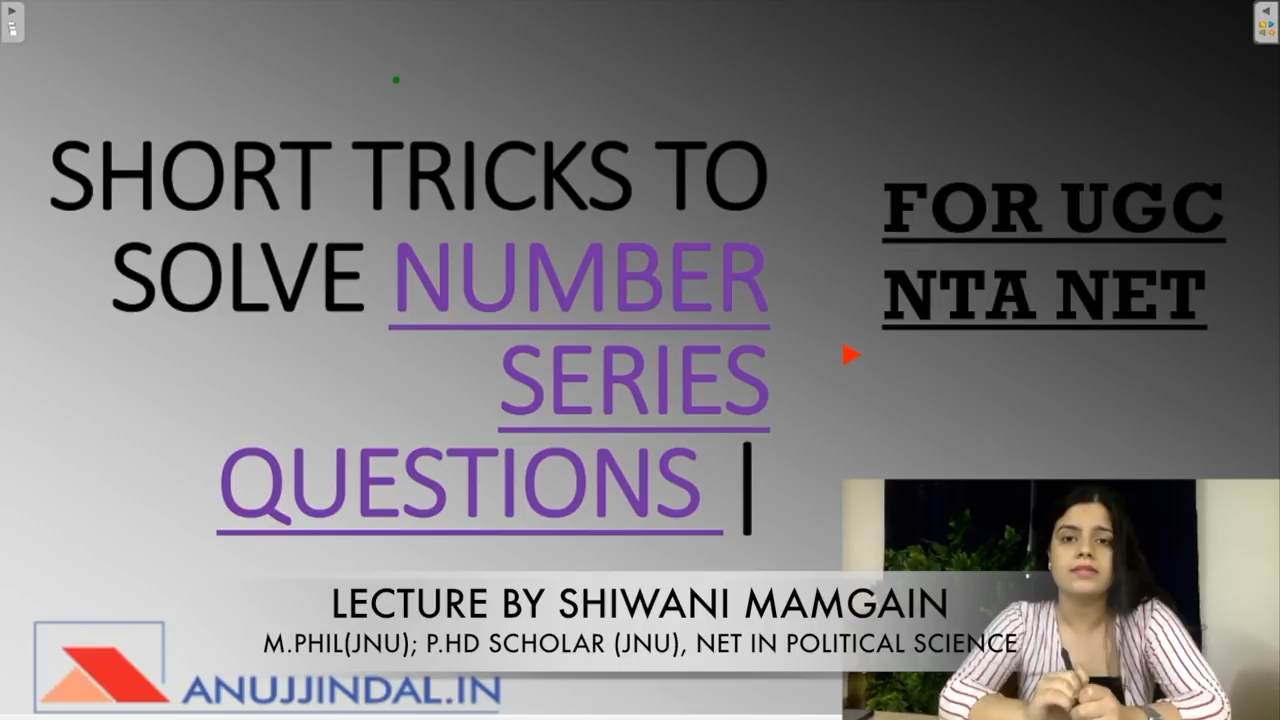 SHORT TRICKS TO
SOLVE NUMBER
SERIES
QUESTIONS |
FOR UGC
NTA NET
LECTURE BY SHIWANI MAMGAIN
M.PHIL(JNU); P.HD SCHOLAR (JNU), NET IN POLITICAL SCIENCE
ANUJJINDAL.IN